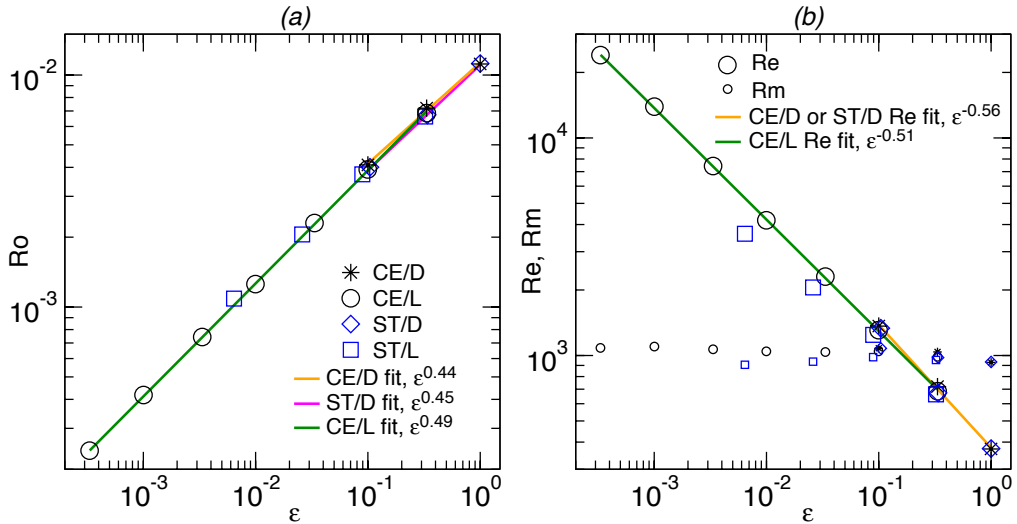 (a)
10^-2
10^-3
Ro
CE/D
CE/L
ST/D
ST/L
CE/D fit, ε^0.44
ST/D fit, ε^0.45
CE/L fit, ε^0.49
10^-3 10^-2 10^-1 10^0
ε
(b)
10^4
10^3
Re, Rm
Re
Rm
CE/D or ST/D Re fit, ε^-0.56
CE/L Re fit, ε^-0.51
10^-3 10^-2 10^-1 10^0
ε